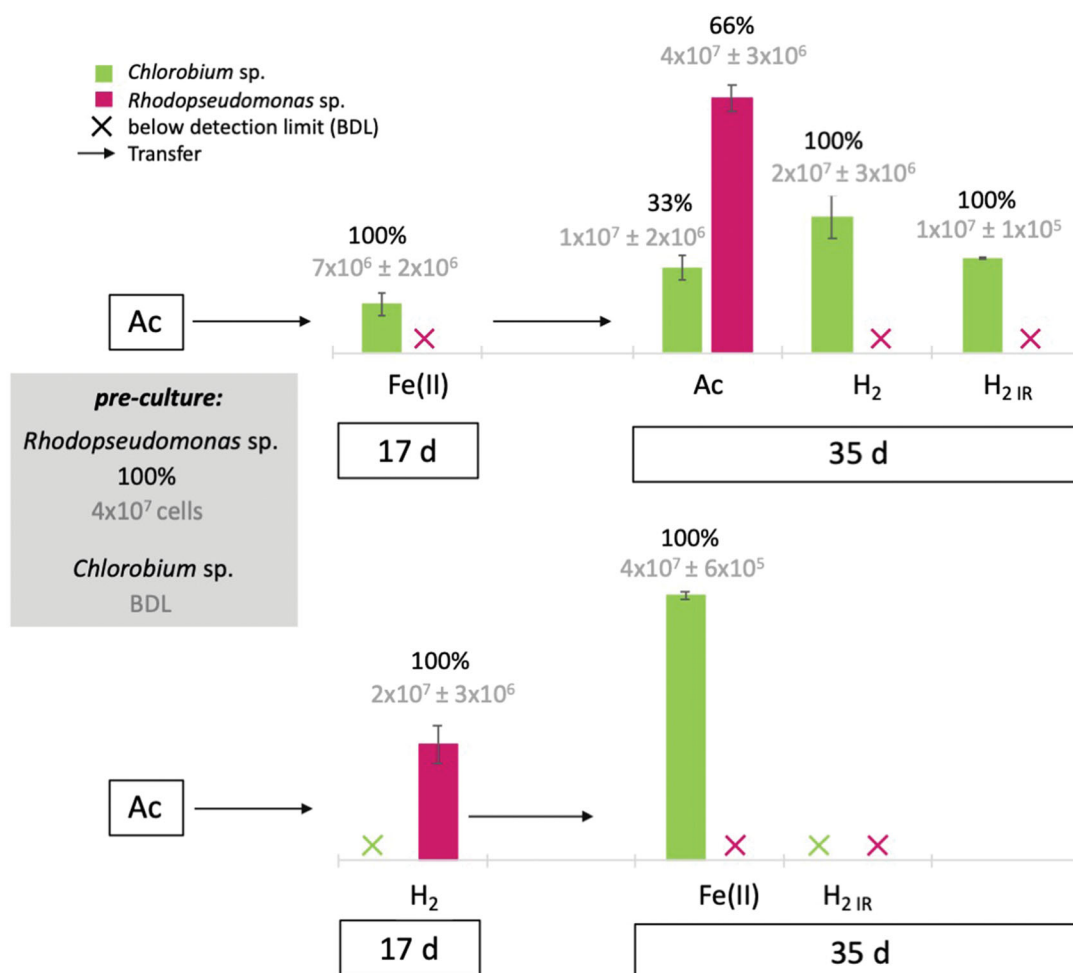 Chlorobium sp.
Rhodopseudomonas sp.
below detection limit (BDL)
Transfer
66%
4x10⁷ ± 3x10⁶
100%
2x10⁷ ± 3x10⁶
33%
1x10⁷ ± 2x10⁶
100%
1x10⁷ ± 1x10⁵
100%
7x10⁶ ± 2x10⁶
Ac
Fe(II)
Ac
H₂
H₂ IR
17 d
35 d
pre-culture:
Rhodopseudomonas sp.
100%
4x10⁷ cells
Chlorobium sp.
BDL
100%
4x10⁷ ± 6x10⁵
100%
2x10⁷ ± 3x10⁶
Ac
H₂
Fe(II)
H₂ IR
17 d
35 d